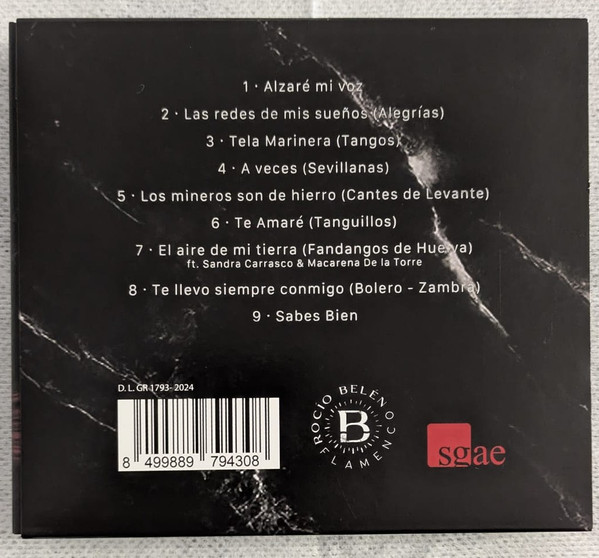 1 · Alzaré mi voz
2 · Las redes de mis sueños (Alegrías)
3 · Tela Marinera (Tangos)
4 · A veces (Sevillanas)
5 · Los mineros son de hierro (Cantes de Levante)
6 · Te Amaré (Tanguillos)
7 · El aire de mi tierra (Fandangos de Huelva)
ft. Sandra Carrasco & Macarena De la Torre
8 · Te llevo siempre conmigo (Bolero - Zambra)
9 · Sabes Bien
D. L. GR 1793- 2024
8 499889 794308
ROCÍO BELÉN
B
FLAMENCO
sgae